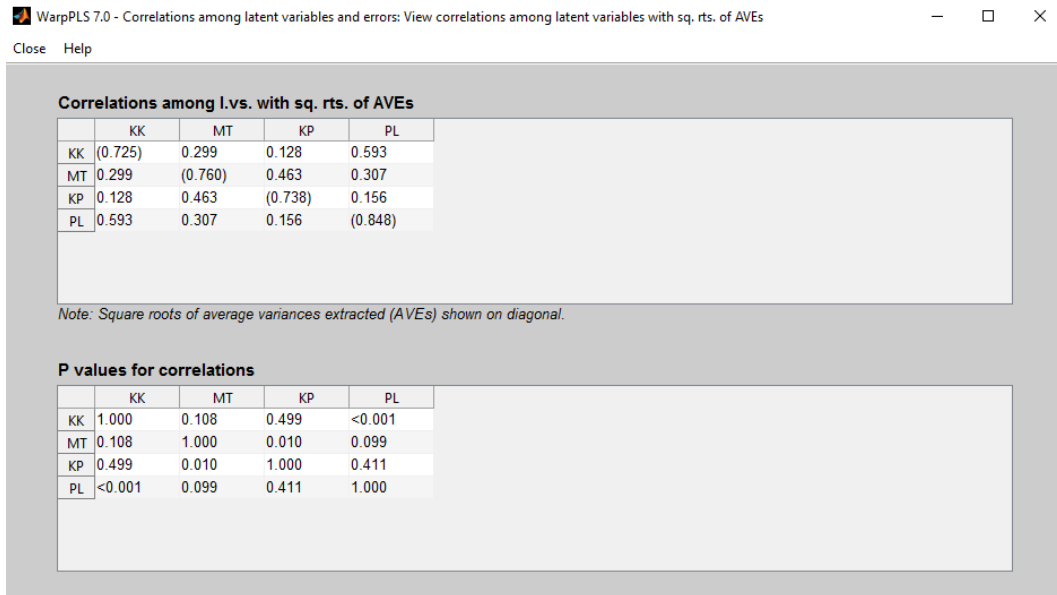 WarpPLS 7.0 - Correlations among latent variables and errors: View correlations among latent variables with sq. rts. of AVEs
Close Help
Correlations among l.vs. with sq. rts. of AVEs
KK MT KP PL
KK (0.725) 0.299 0.128 0.593
MT 0.299 (0.760) 0.463 0.307
KP 0.128 0.463 (0.738) 0.156
PL 0.593 0.307 0.156 (0.848)
Note: Square roots of average variances extracted (AVEs) shown on diagonal.
P values for correlations
KK MT KP PL
KK 1.000 0.108 0.499 <0.001
MT 0.108 1.000 0.010 0.099
KP 0.499 0.010 1.000 0.411
PL <0.001 0.099 0.411 1.000